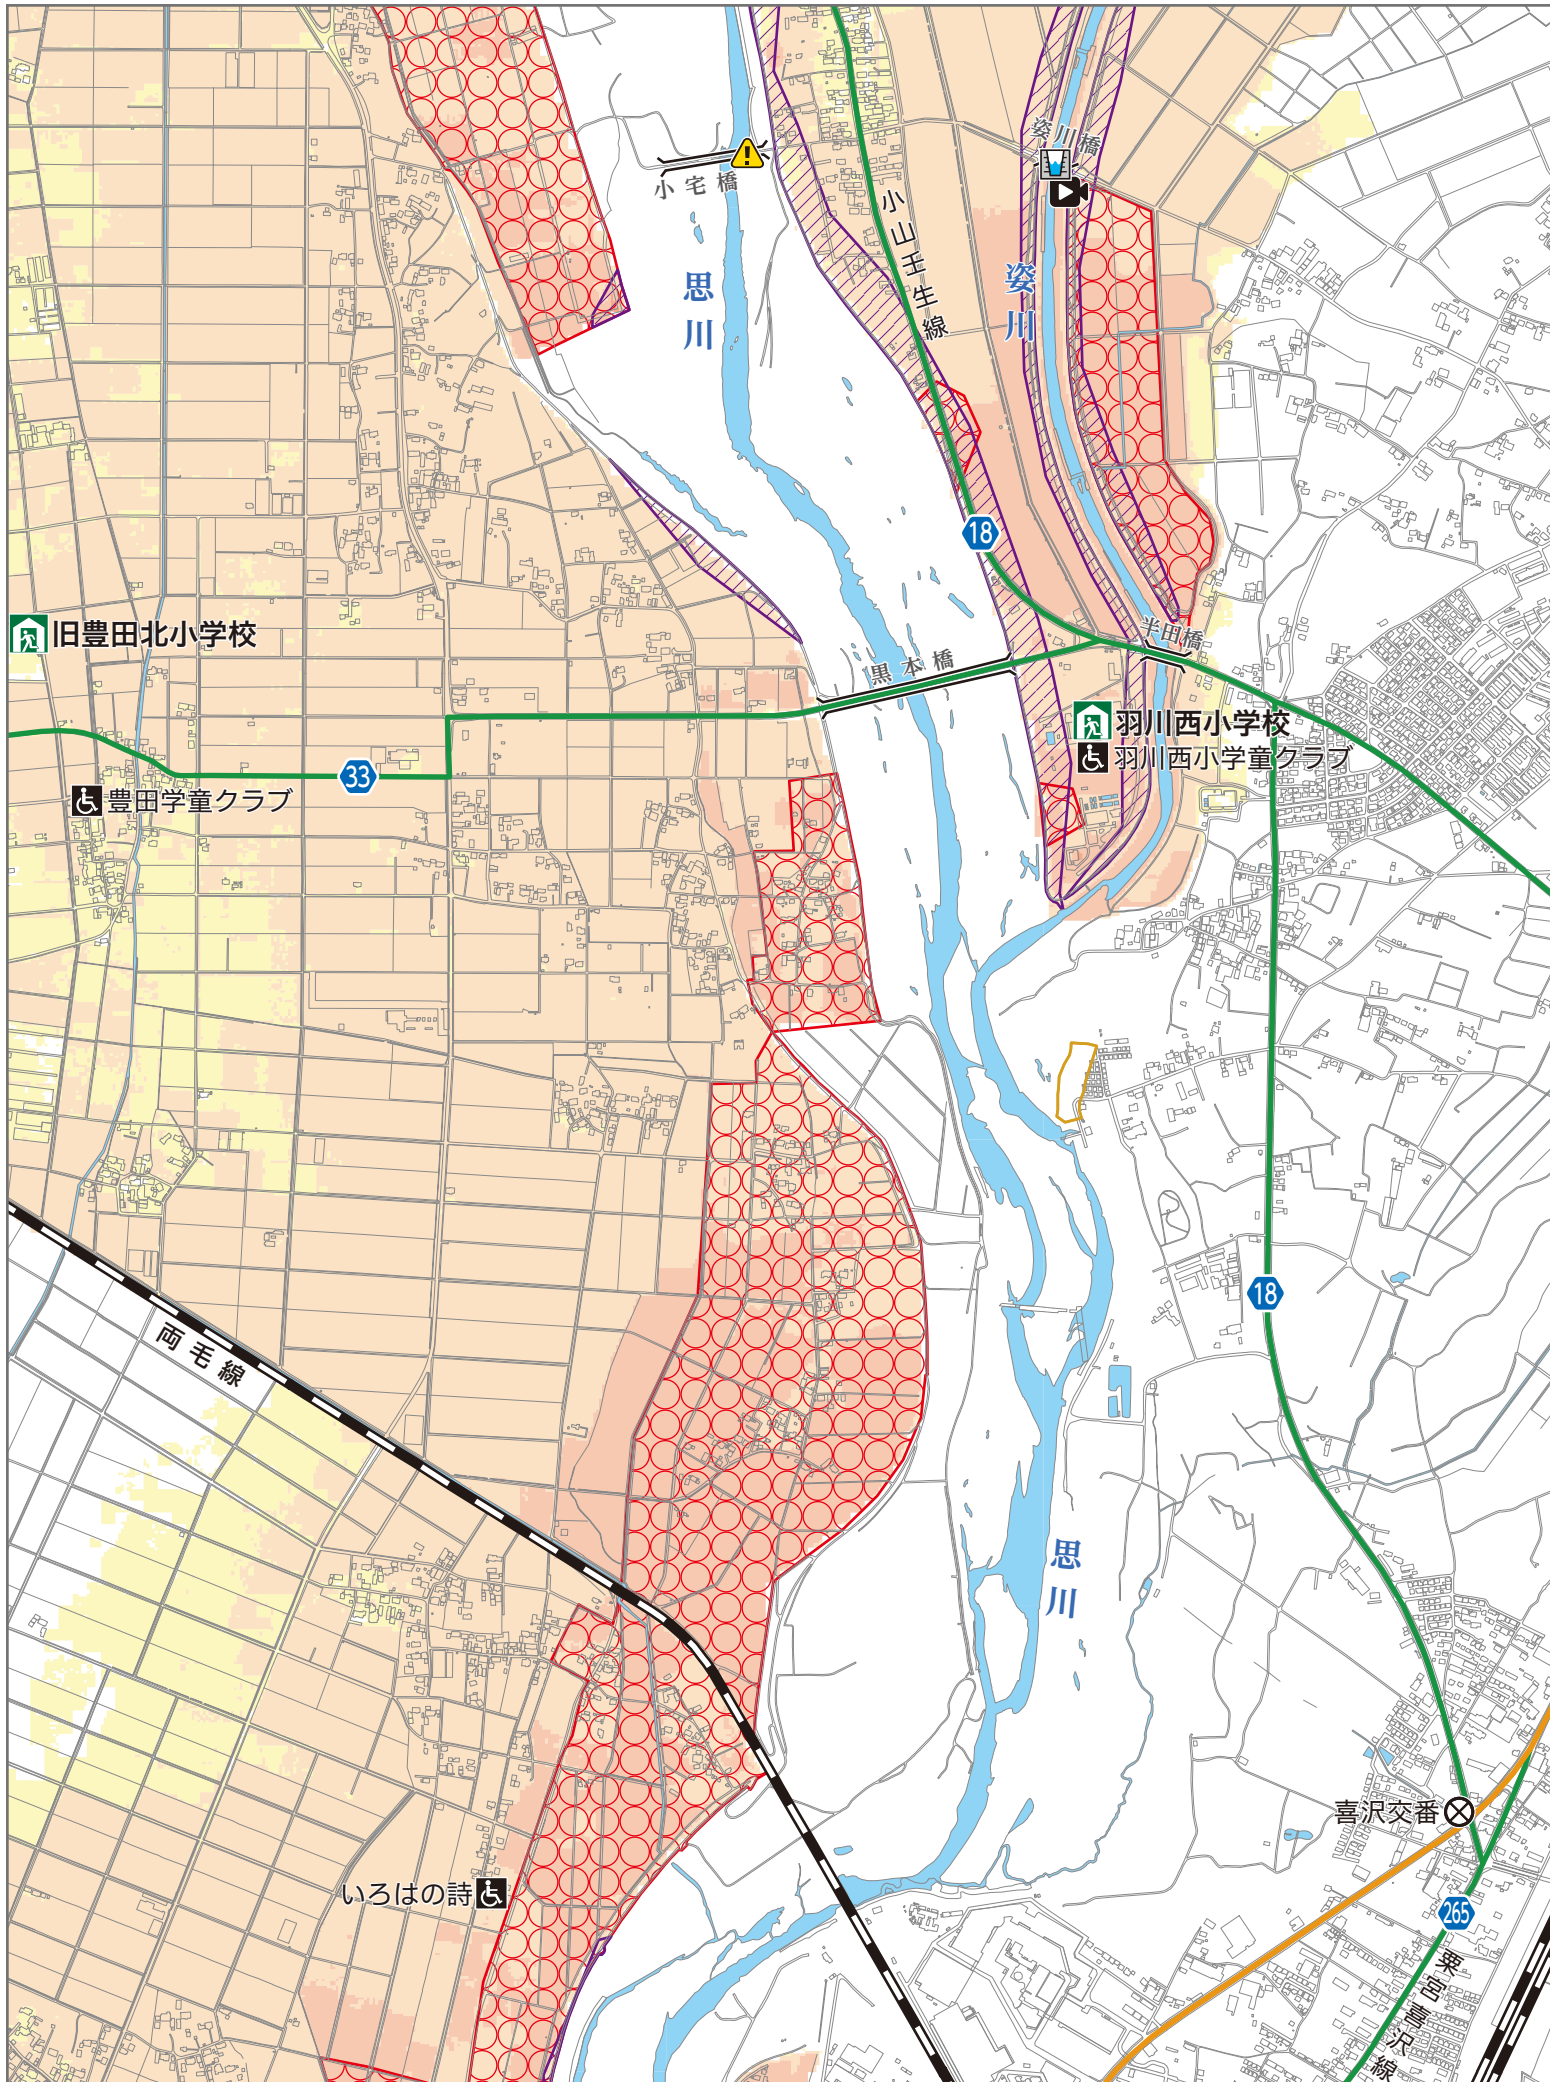 姿川橋
小宅橋
小山壬生線
思川
姿川
18
半田橋
旧豊田北小学校
黒本橋
羽川西小学校
羽川西小学童クラブ
33
豊田学童クラブ
18
両毛線
思川
喜沢交番
いろはの詩
265
粟宮喜沢線